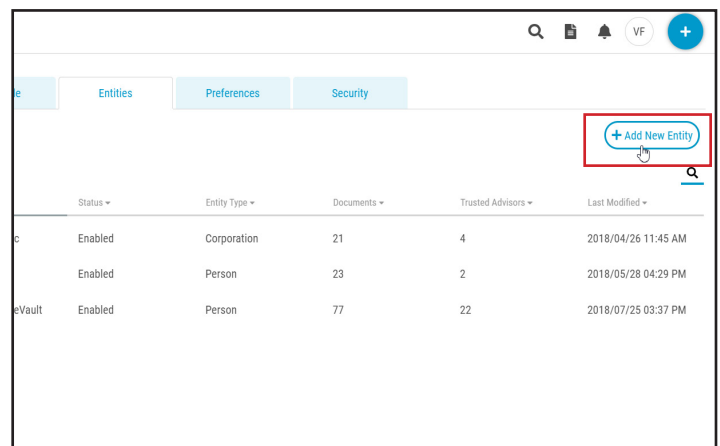 VF +
le Entities Preferences Security
+ Add New Entity
Status Entity Type Documents Trusted Advisors Last Modified
c Enabled Corporation 21 4 2018/04/26 11:45 AM
Enabled Person 23 2 2018/05/28 04:29 PM
eVault Enabled Person 77 22 2018/07/25 03:37 PM